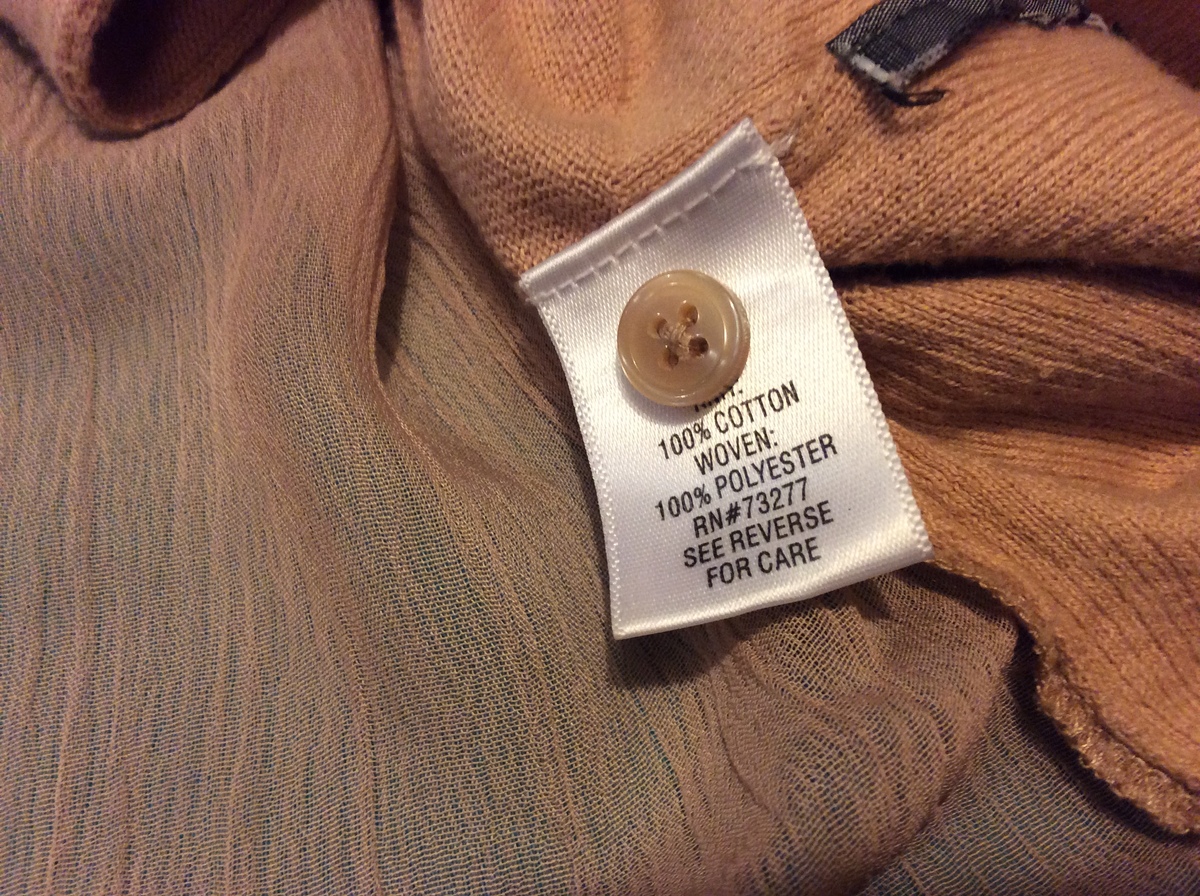 100% COTTON
WOVEN:
100% POLYESTER
RN#73277
SEE REVERSE
FOR CARE